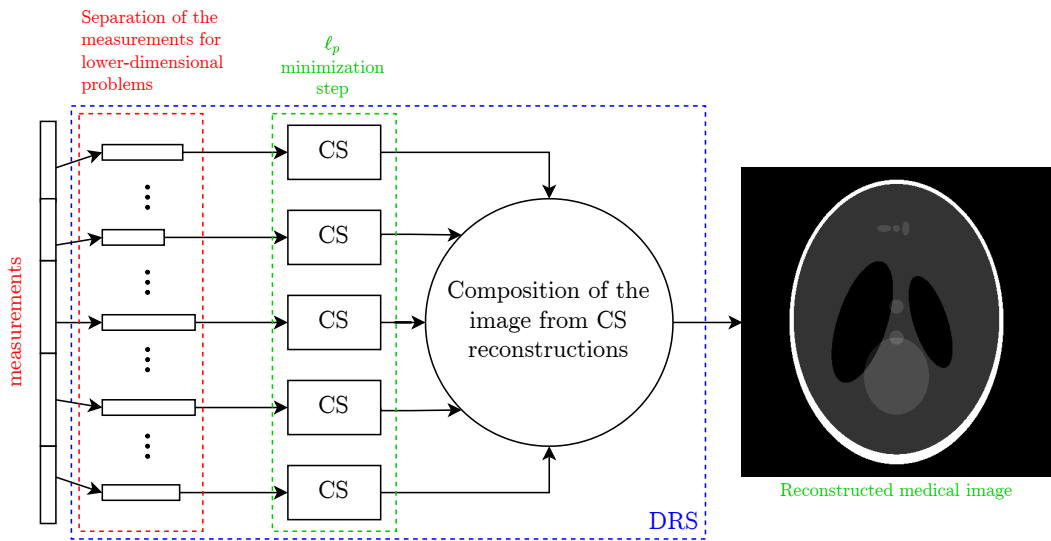 Separation of the
measurements for
lower-dimensional
problems
ℓp
minimization
step
measurements
CS
CS
CS
CS
CS
Composition of the
image from CS
reconstructions
DRS
Reconstructed medical image